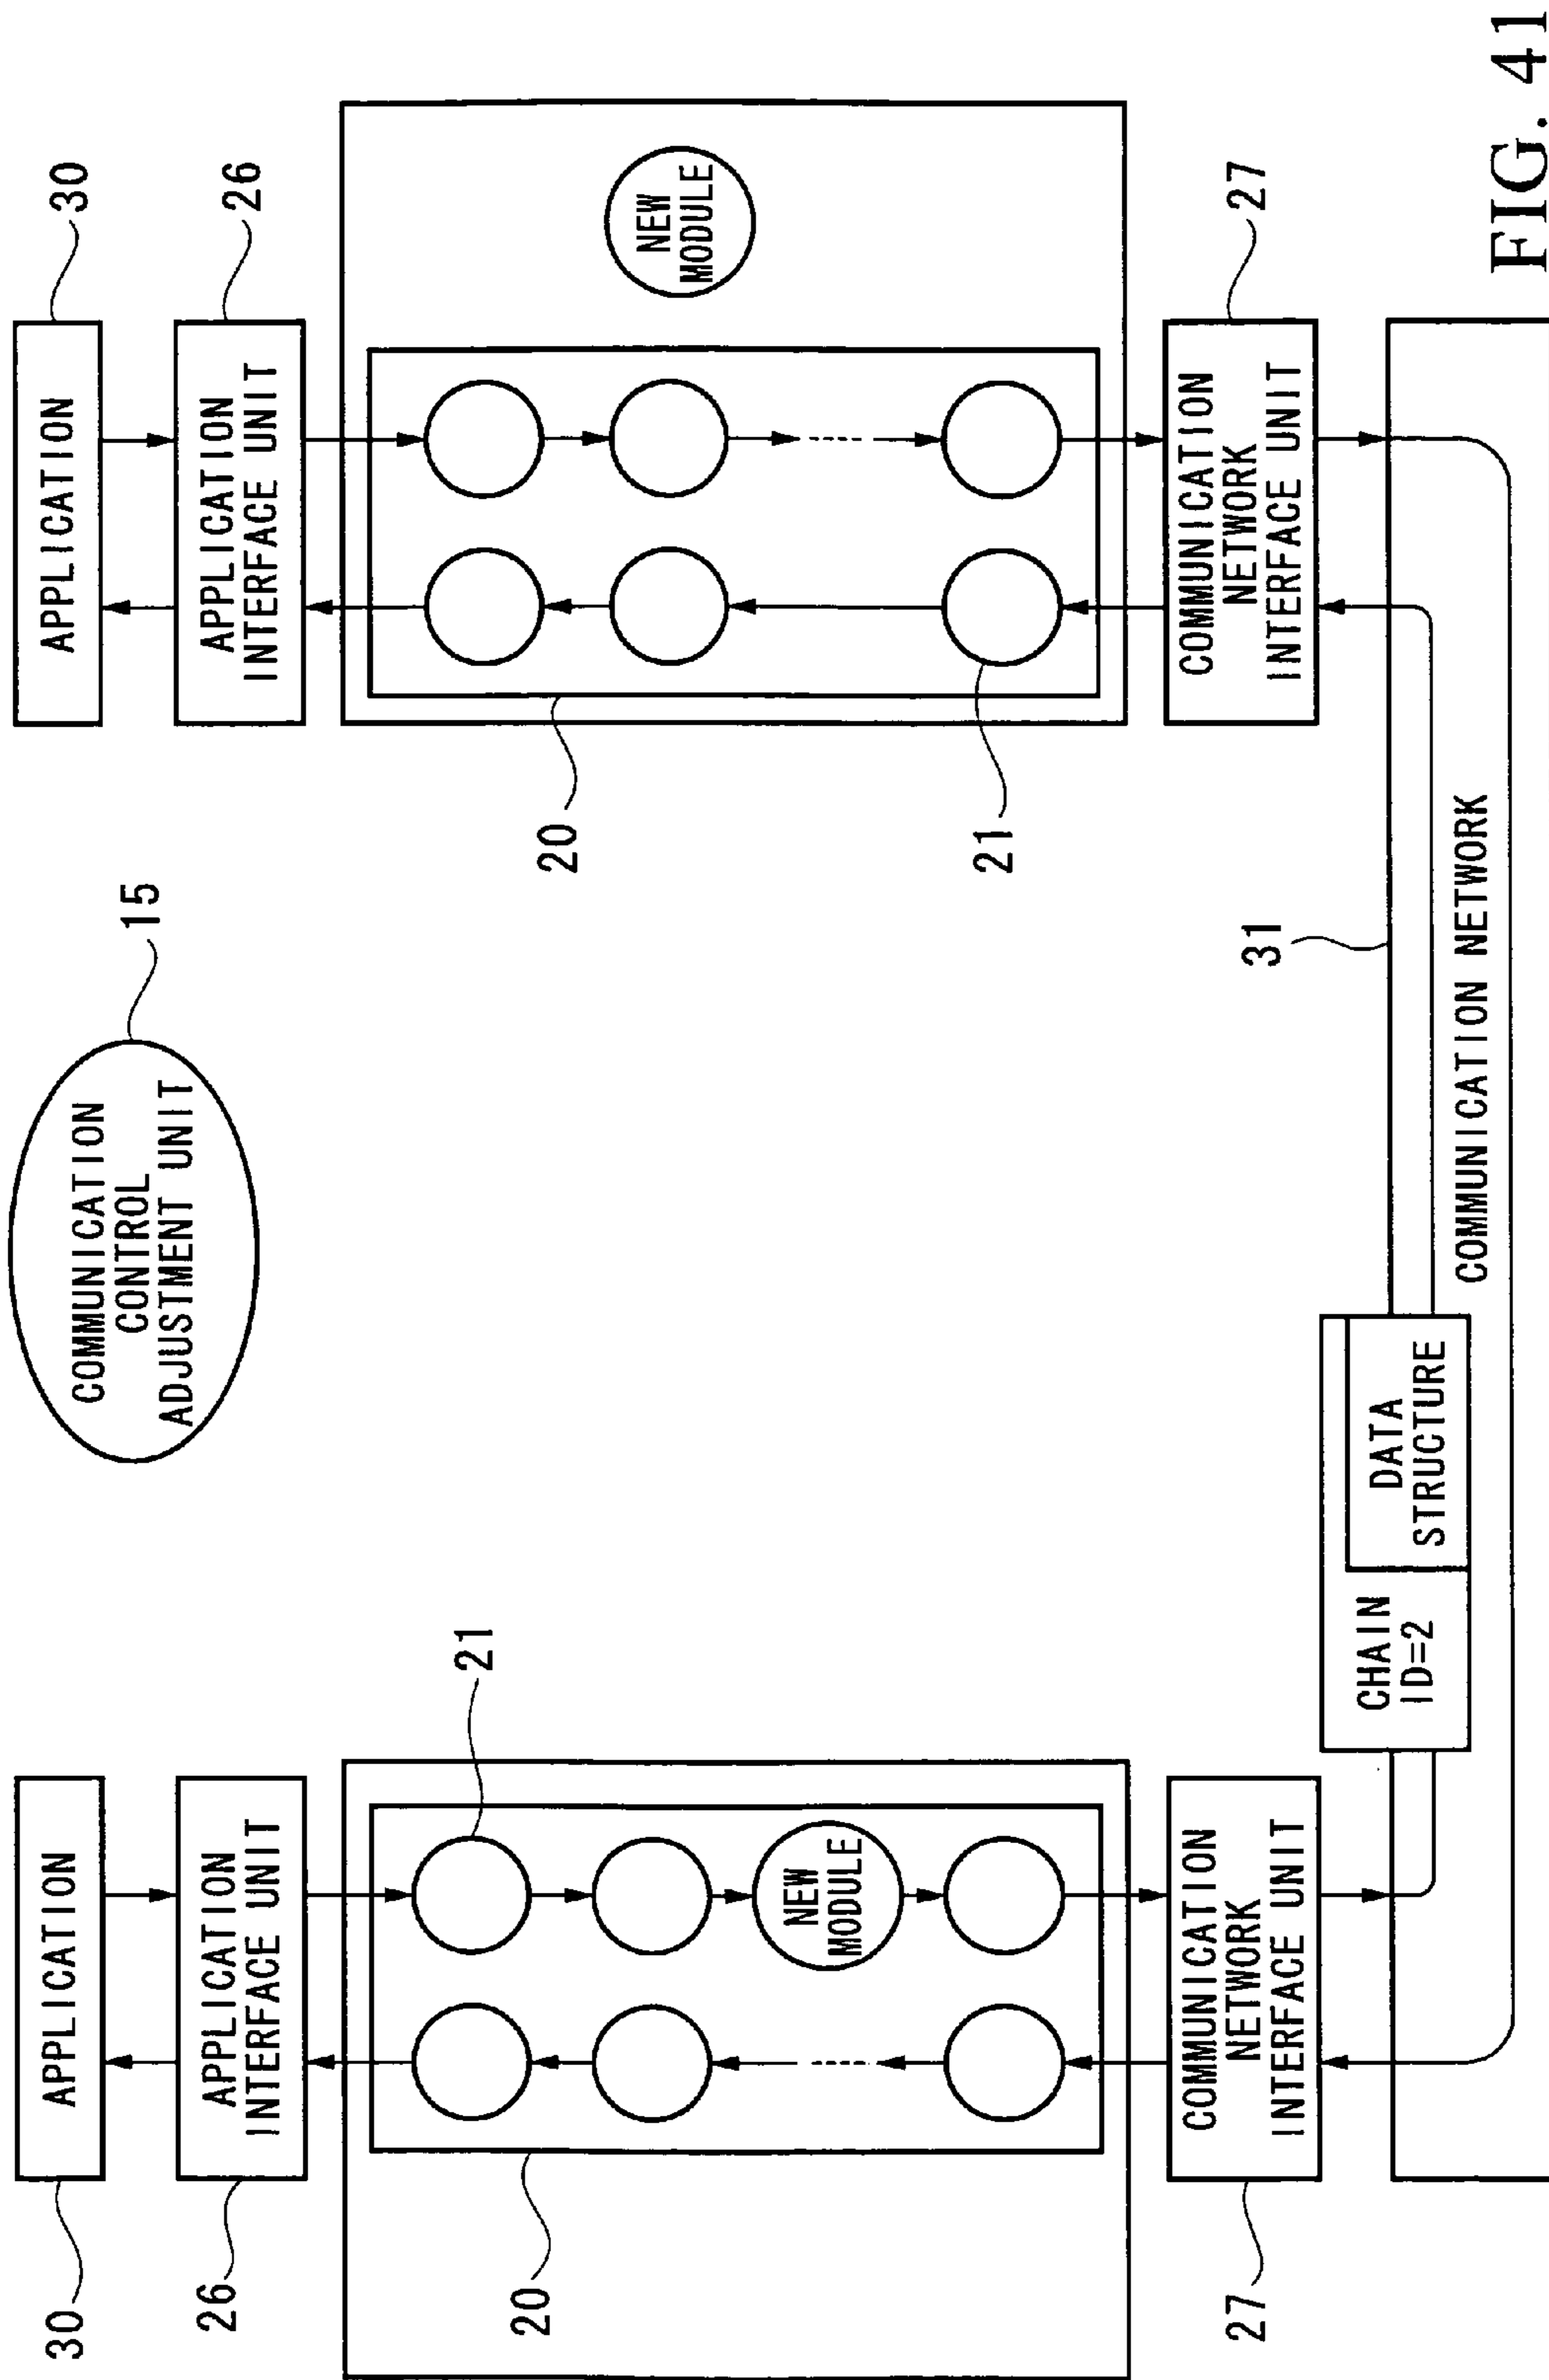 30
APPLICATION
26
APPLICATION
INTERFACE UNIT
20
21
NEW
MODULE
27
COMMUNICATION
NETWORK
INTERFACE UNIT
COMMUNICATION
CONTROL
ADJUSTMENT UNIT
15
CHAIN
ID=2
DATA
STRUCTURE
31
COMMUNICATION NETWORK
30
APPLICATION
26
APPLICATION
INTERFACE UNIT
20
21
NEW
MODULE
27
COMMUNICATION
NETWORK
INTERFACE UNIT
FIG. 41